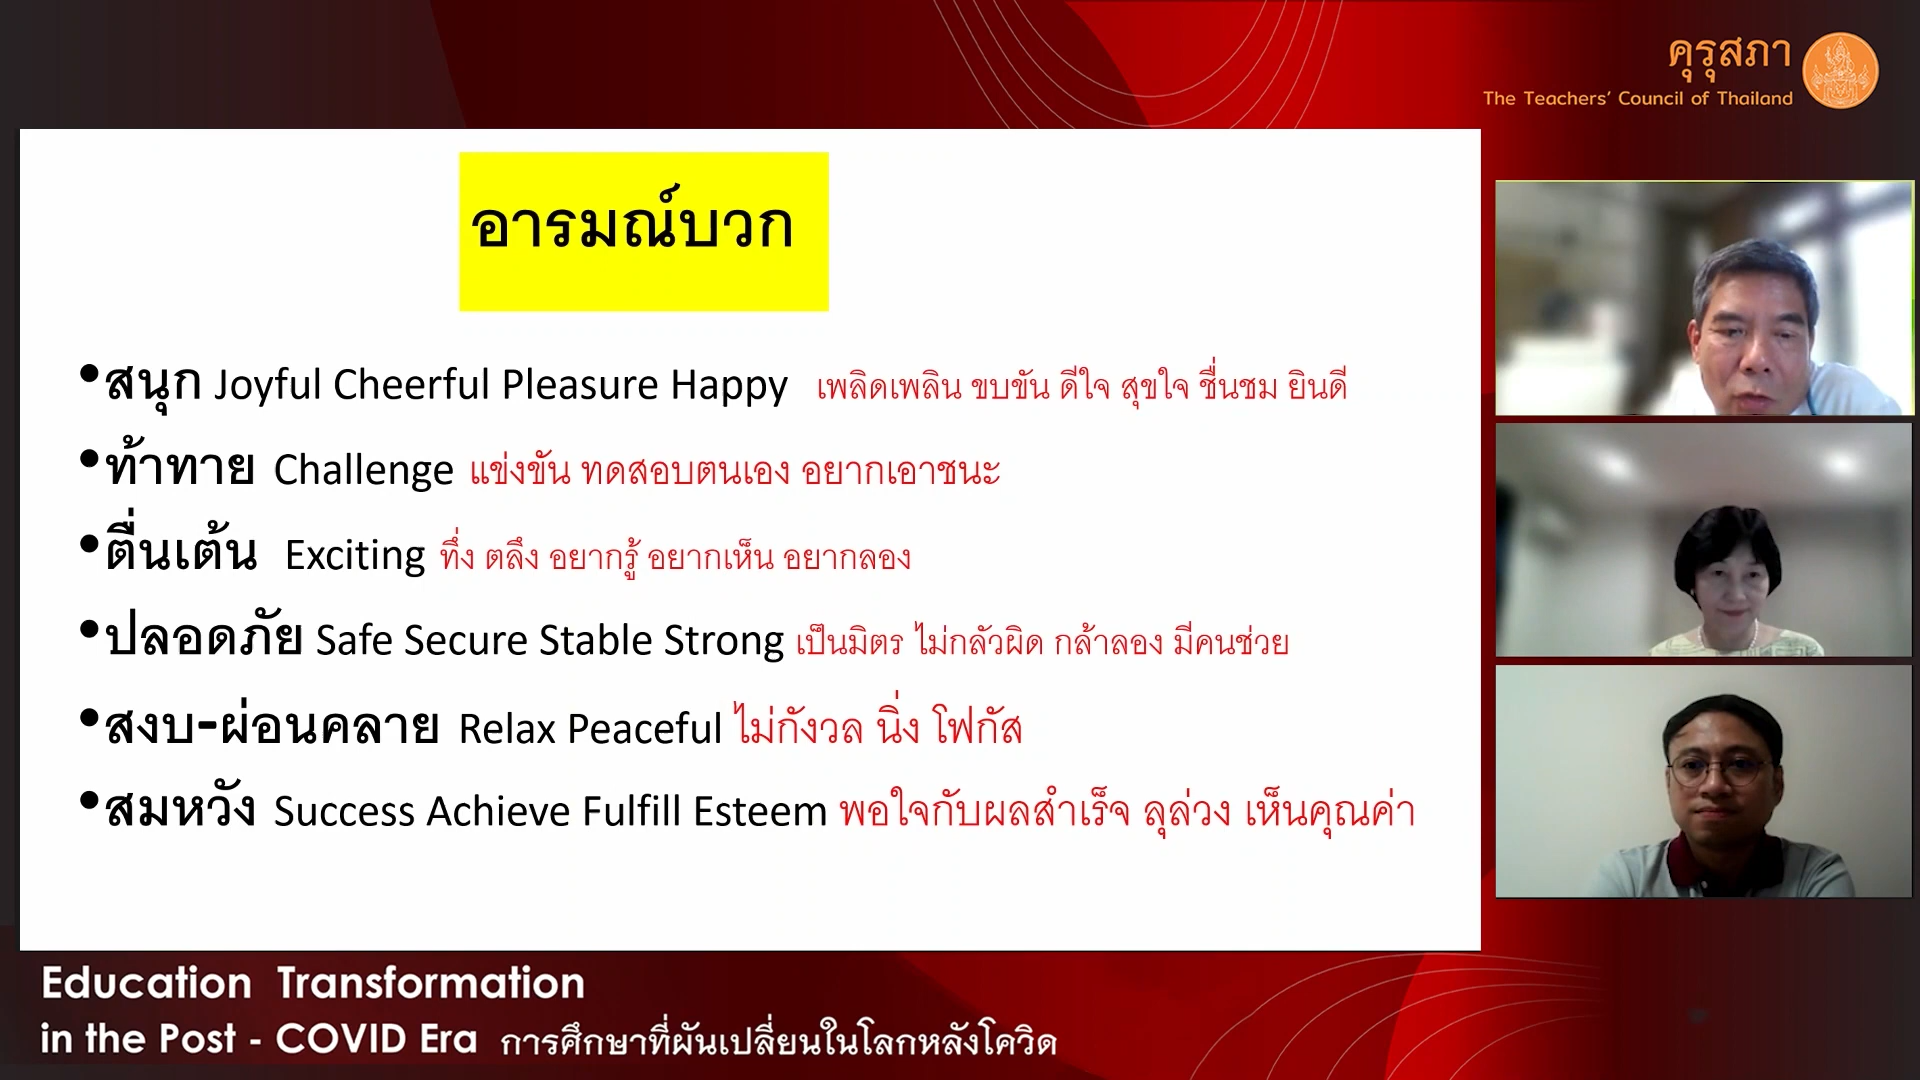 คุรุสภา
The Teachers' Council of Thailand
อารมณ์บวก
•สนุก Joyful Cheerful Pleasure Happy เพลิดเพลิน ขบขัน ดีใจ สุขใจ ชื่นชม ยินดี
•ท้าทาย Challenge แข่งขัน ทดสอบตนเอง อยากเอาชนะ
•ตื่นเต้น Exciting ทึ่ง ตลึง อยากรู้ อยากเห็น อยากลอง
•ปลอดภัย Safe Secure Stable Strong เป็นมิตร ไม่กลัวผิด กล้าลอง มีคนช่วย
•สงบ-ผ่อนคลาย Relax Peaceful ไม่กังวล นิ่ง โฟกัส
•สมหวัง Success Achieve Fulfill Esteem พอใจกับผลสำเร็จ ลุล่วง เห็นคุณค่า
Education Transformation
in the Post - COVID Era การศึกษาที่ผันเปลี่ยนในโลกหลังโควิด